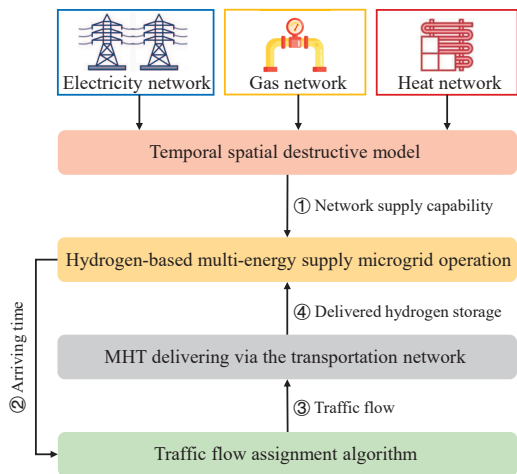 Electricity network
Gas network
Heat network
Temporal spatial destructive model
① Network supply capability
Hydrogen-based multi-energy supply microgrid operation
② Arriving time
④ Delivered hydrogen storage
MHT delivering via the transportation network
③ Traffic flow
Traffic flow assignment algorithm